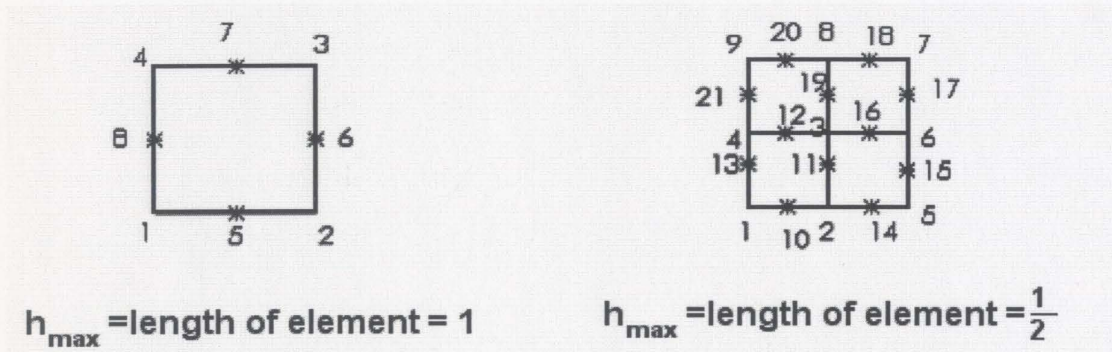 7
4 3
8 6
1 5 2
h_max =length of element = 1
9 20 8 18 7
21 19 17
12 16
4 3 6
13 11 15
1 10 2 14 5
h_max =length of element = 1/2